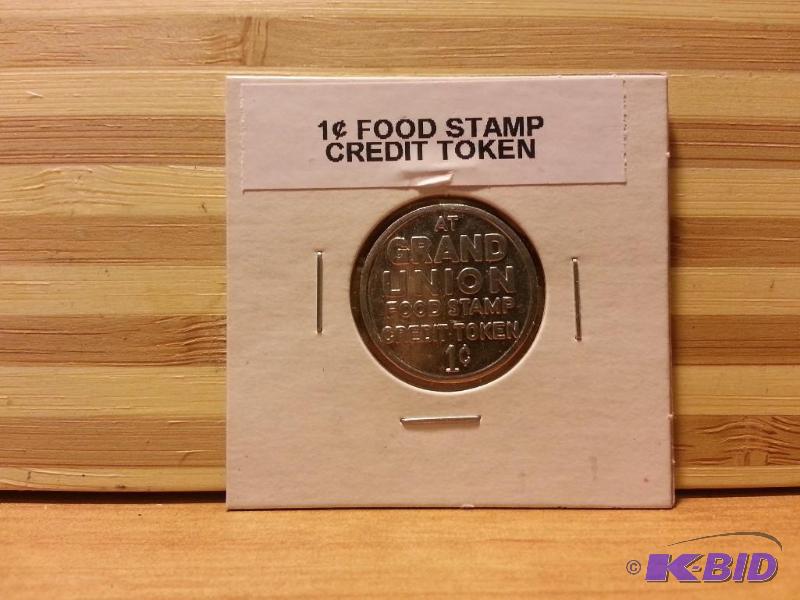 1¢ FOOD STAMP
CREDIT TOKEN
AT
GRAND
UNION
FOOD STAMP
CREDIT TOKEN
1¢
© K-BID